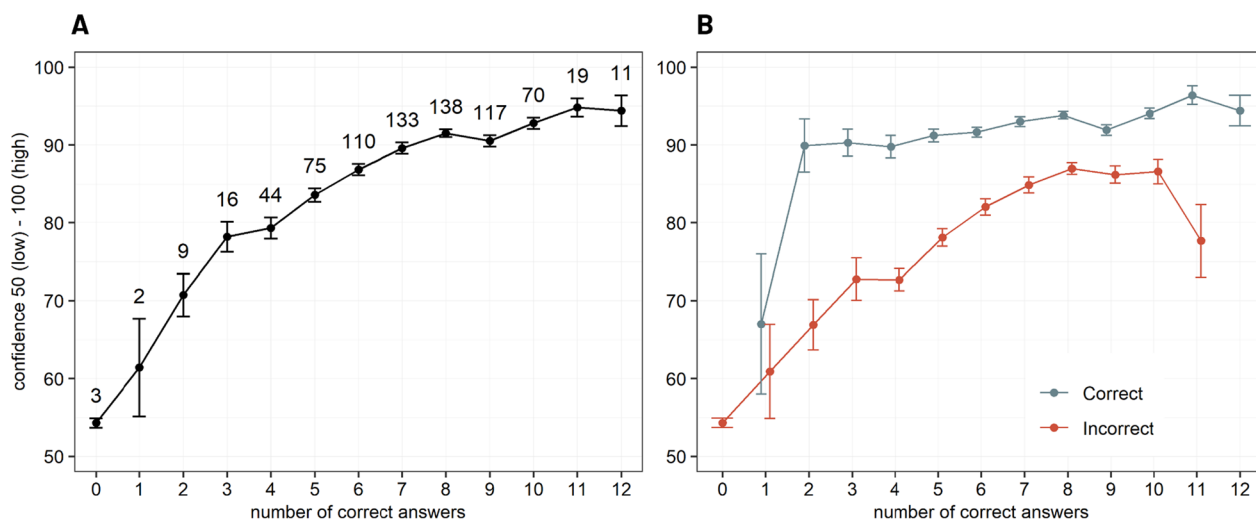 A
100
90
80
70
60
50
confidence 50 (low) - 100 (high)
3
2
9
16
44
75
110
133
138
117
70
19
11
0 1 2 3 4 5 6 7 8 9 10 11 12
number of correct answers
B
100
90
80
70
60
50
Correct
Incorrect
0 1 2 3 4 5 6 7 8 9 10 11 12
number of correct answers